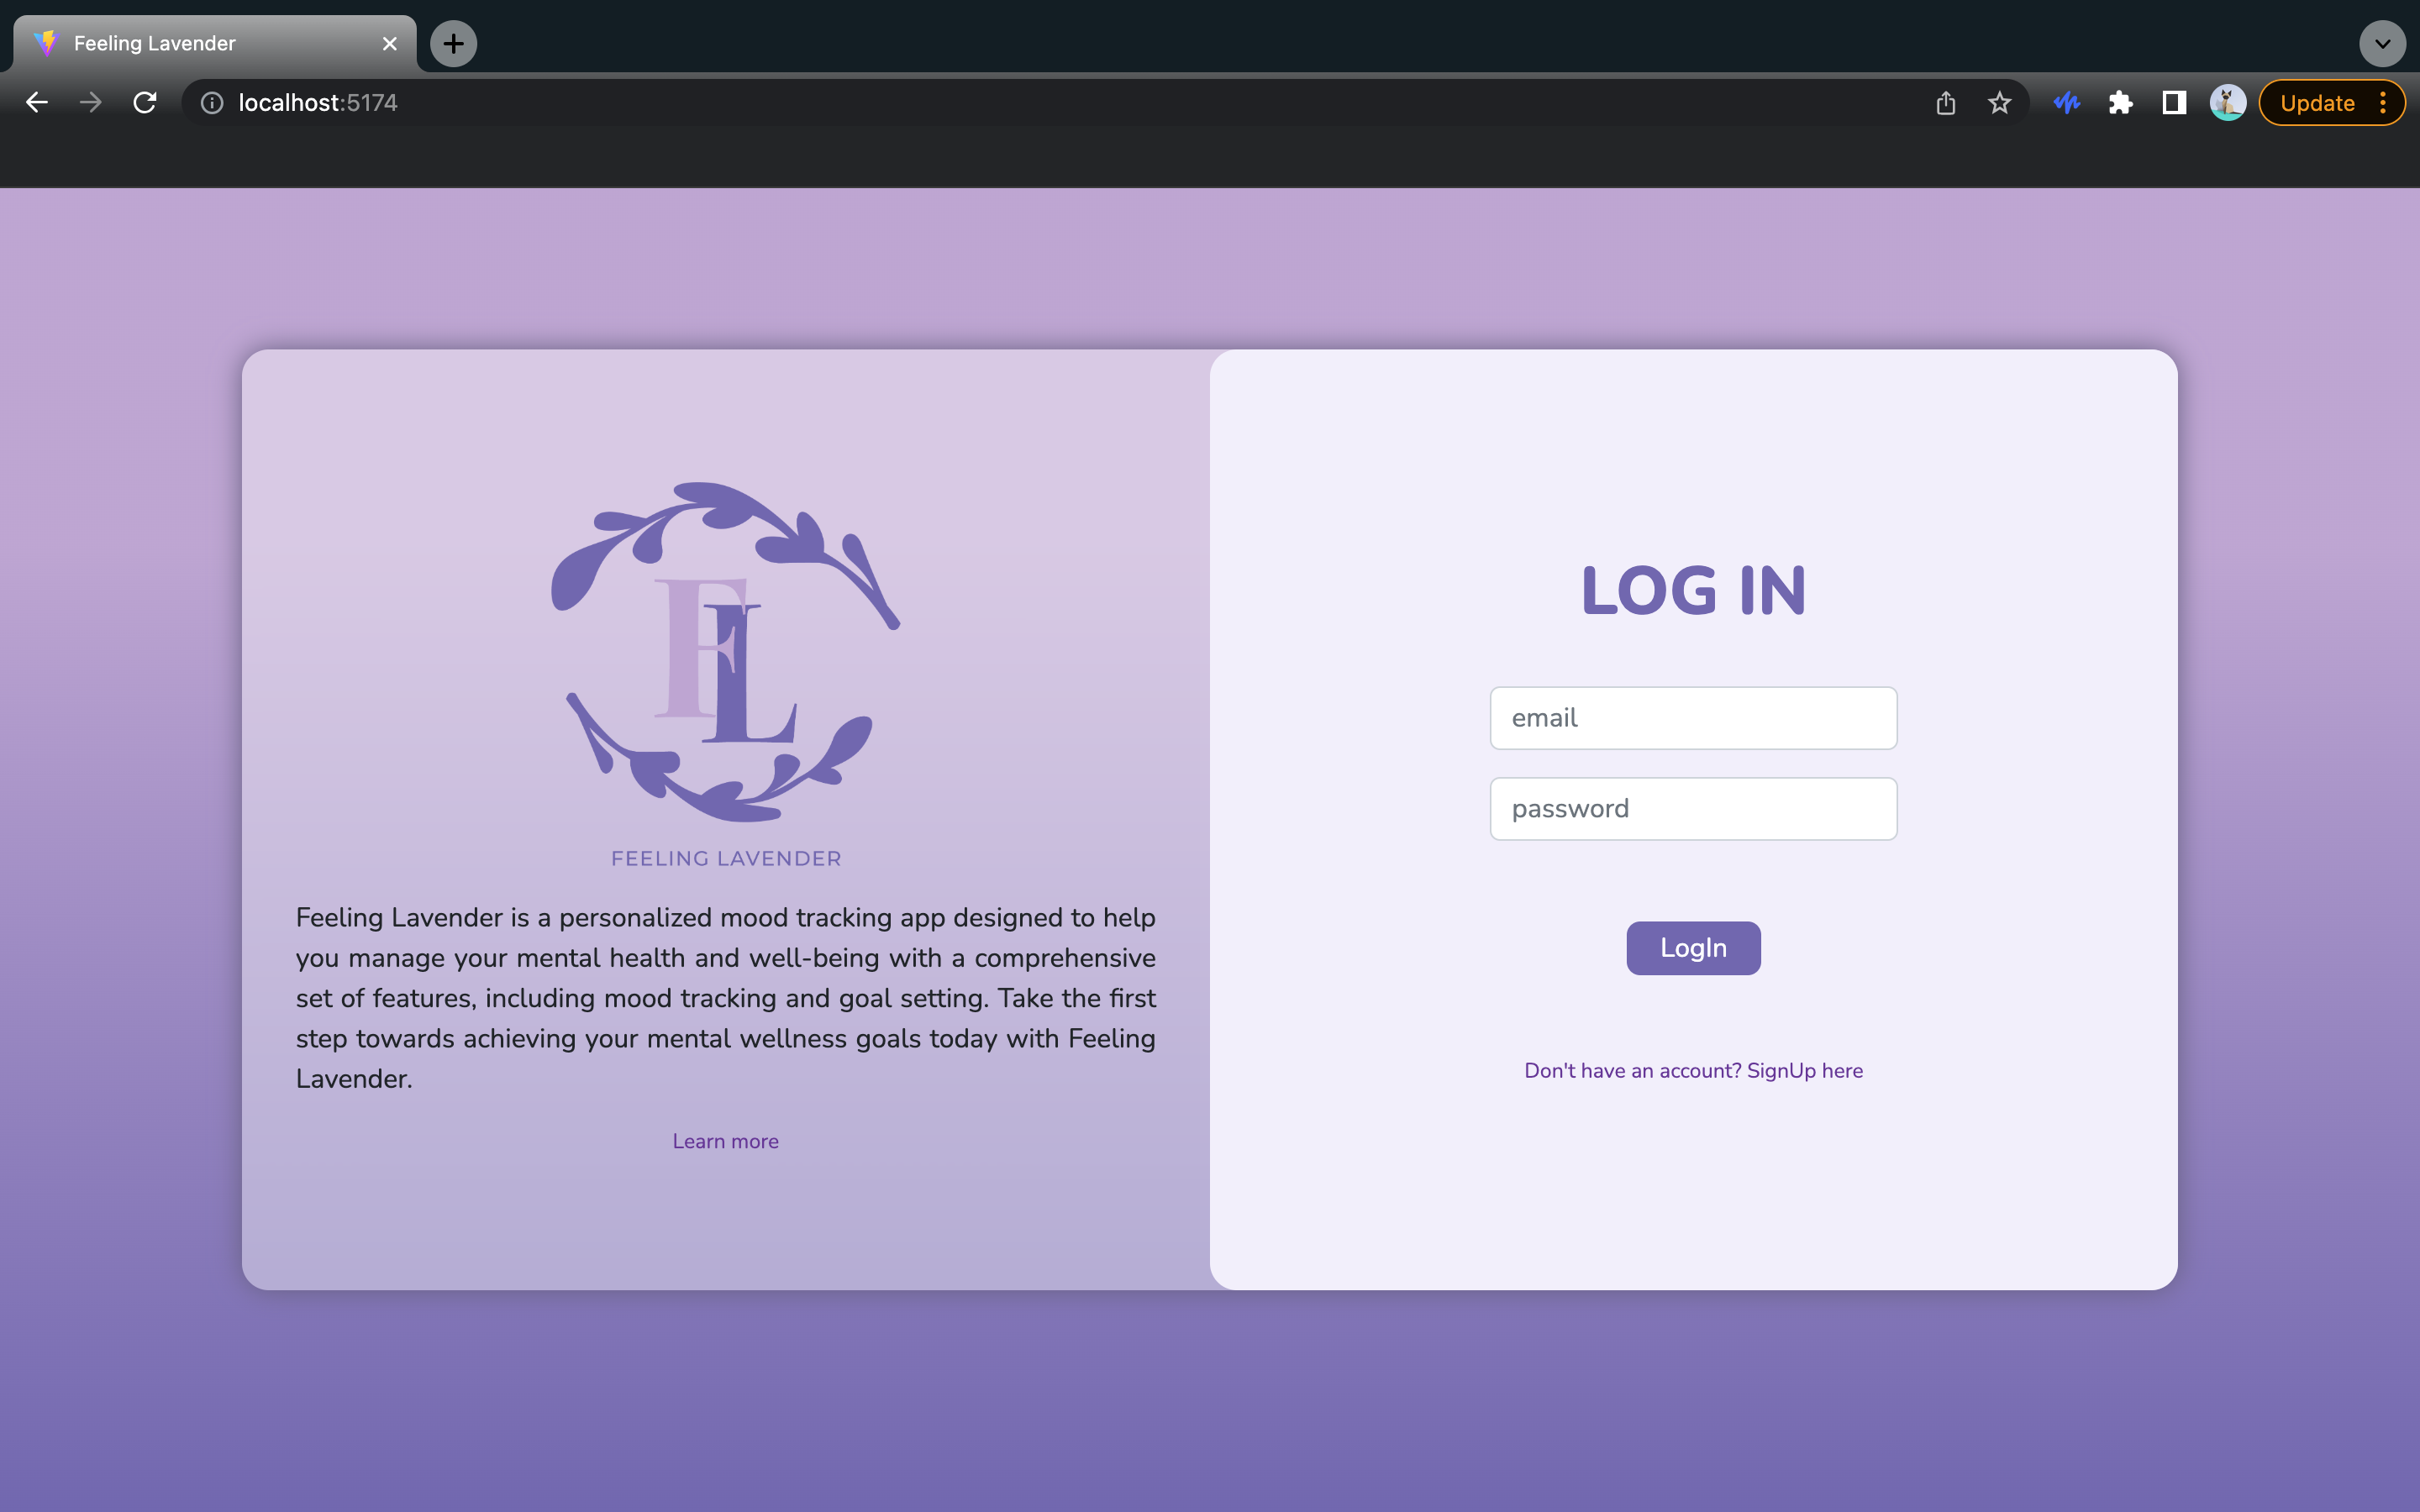 Feeling Lavender
localhost:5174
Update
FL
FEELING LAVENDER
Feeling Lavender is a personalized mood tracking app designed to help
you manage your mental health and well-being with a comprehensive
set of features, including mood tracking and goal setting. Take the first
step towards achieving your mental wellness goals today with Feeling
Lavender.
Learn more
LOG IN
email
password
LogIn
Don't have an account? SignUp here